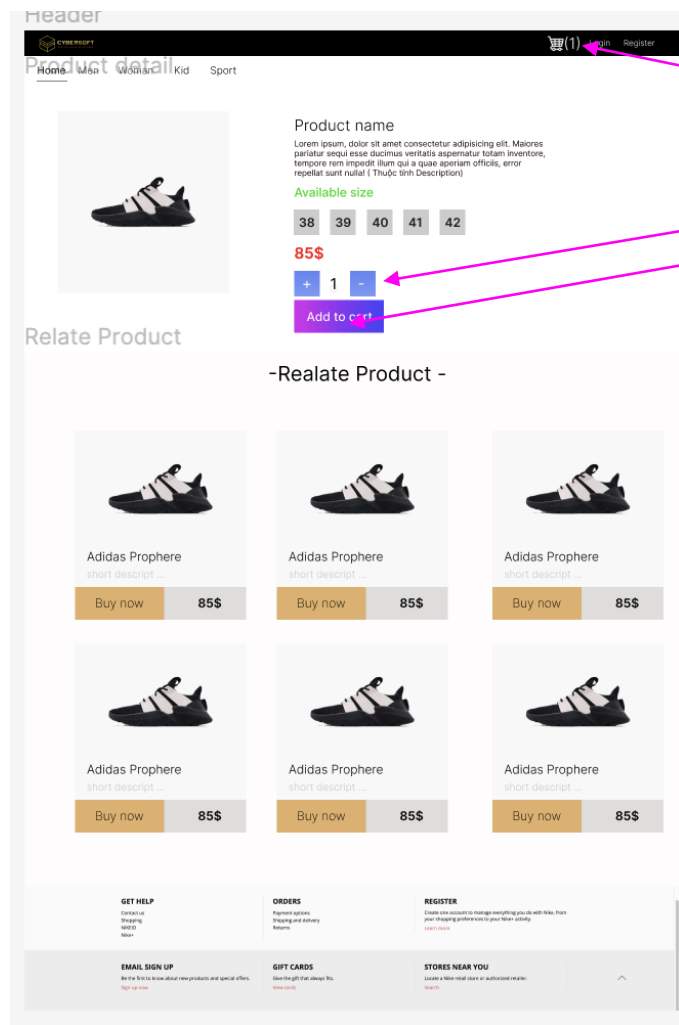 Header
CYBERSOFT
(1)
Login
Register
Product detail
Home
Men
Woman
Kid
Sport
Product name
Lorem ipsum, dolor sit amet consectetur adipisicing elit. Maiores
pariatur sequi esse ducimus veritatis aspernatur totam inventore,
tempore rem impedit illum qui a quae aperiam officiis, error
repellat sunt nulla! ( Thuộc tính Description)
Available size
38 39 40 41 42
85$
+ 1 -
Add to cart
Relate Product
-Realate Product -
Adidas Prophere
short descript ...
Buy now 85$
Adidas Prophere
short descript ...
Buy now 85$
Adidas Prophere
short descript ...
Buy now 85$
Adidas Prophere
short descript ...
Buy now 85$
Adidas Prophere
short descript ...
Buy now 85$
Adidas Prophere
short descript ...
Buy now 85$
GET HELP
Contact us
Shopping
NIKEiD
Nike+
ORDERS
Payment options
Shipping and delivery
Returns
REGISTER
Create one account to manage everything you do with Nike, from
your shopping preferences to your Nike+ activity.
Learn more
EMAIL SIGN UP
Be the first to know about new products and special offers.
Sign up now
GIFT CARDS
Give the gift that always fits.
View cards
STORES NEAR YOU
Locate a Nike retail store or authorized retailer.
Search